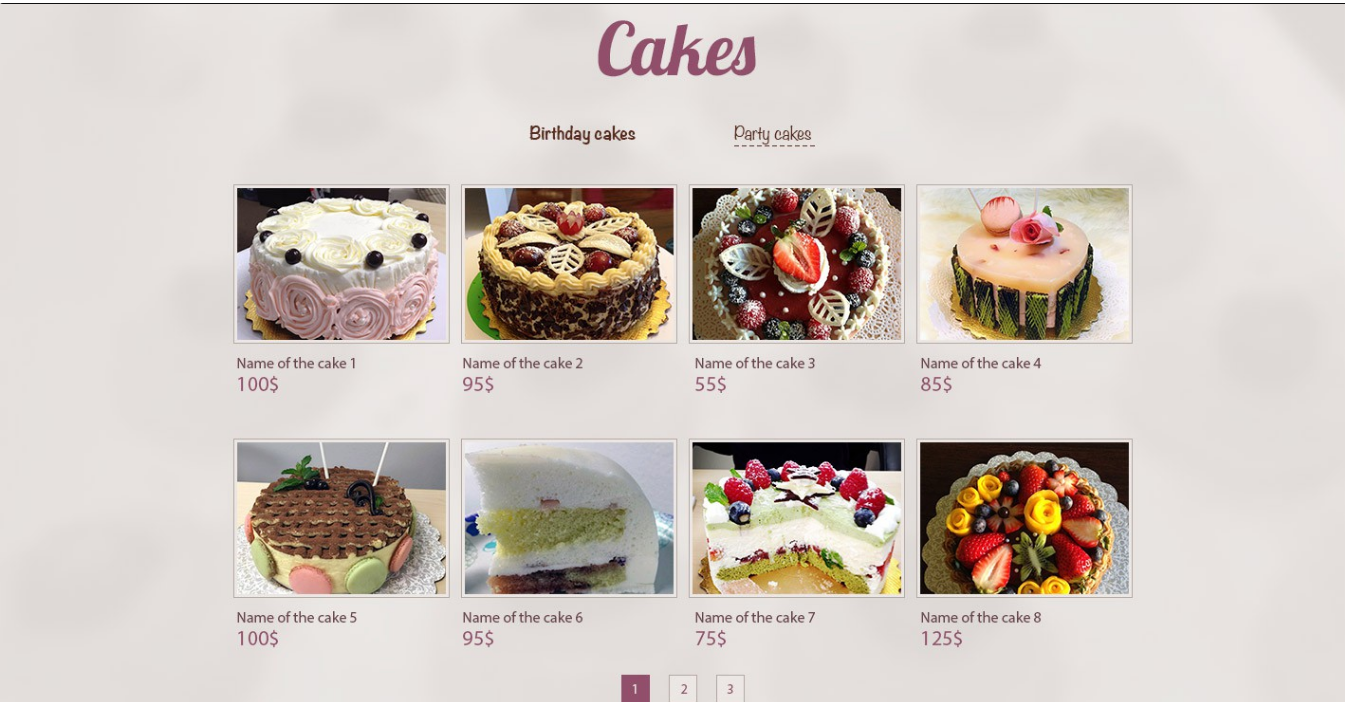 Cakes
Birthday cakes
Party cakes
Name of the cake 1
100$
Name of the cake 2
95$
Name of the cake 3
55$
Name of the cake 4
85$
Name of the cake 5
100$
Name of the cake 6
95$
Name of the cake 7
75$
Name of the cake 8
125$
1 2 3